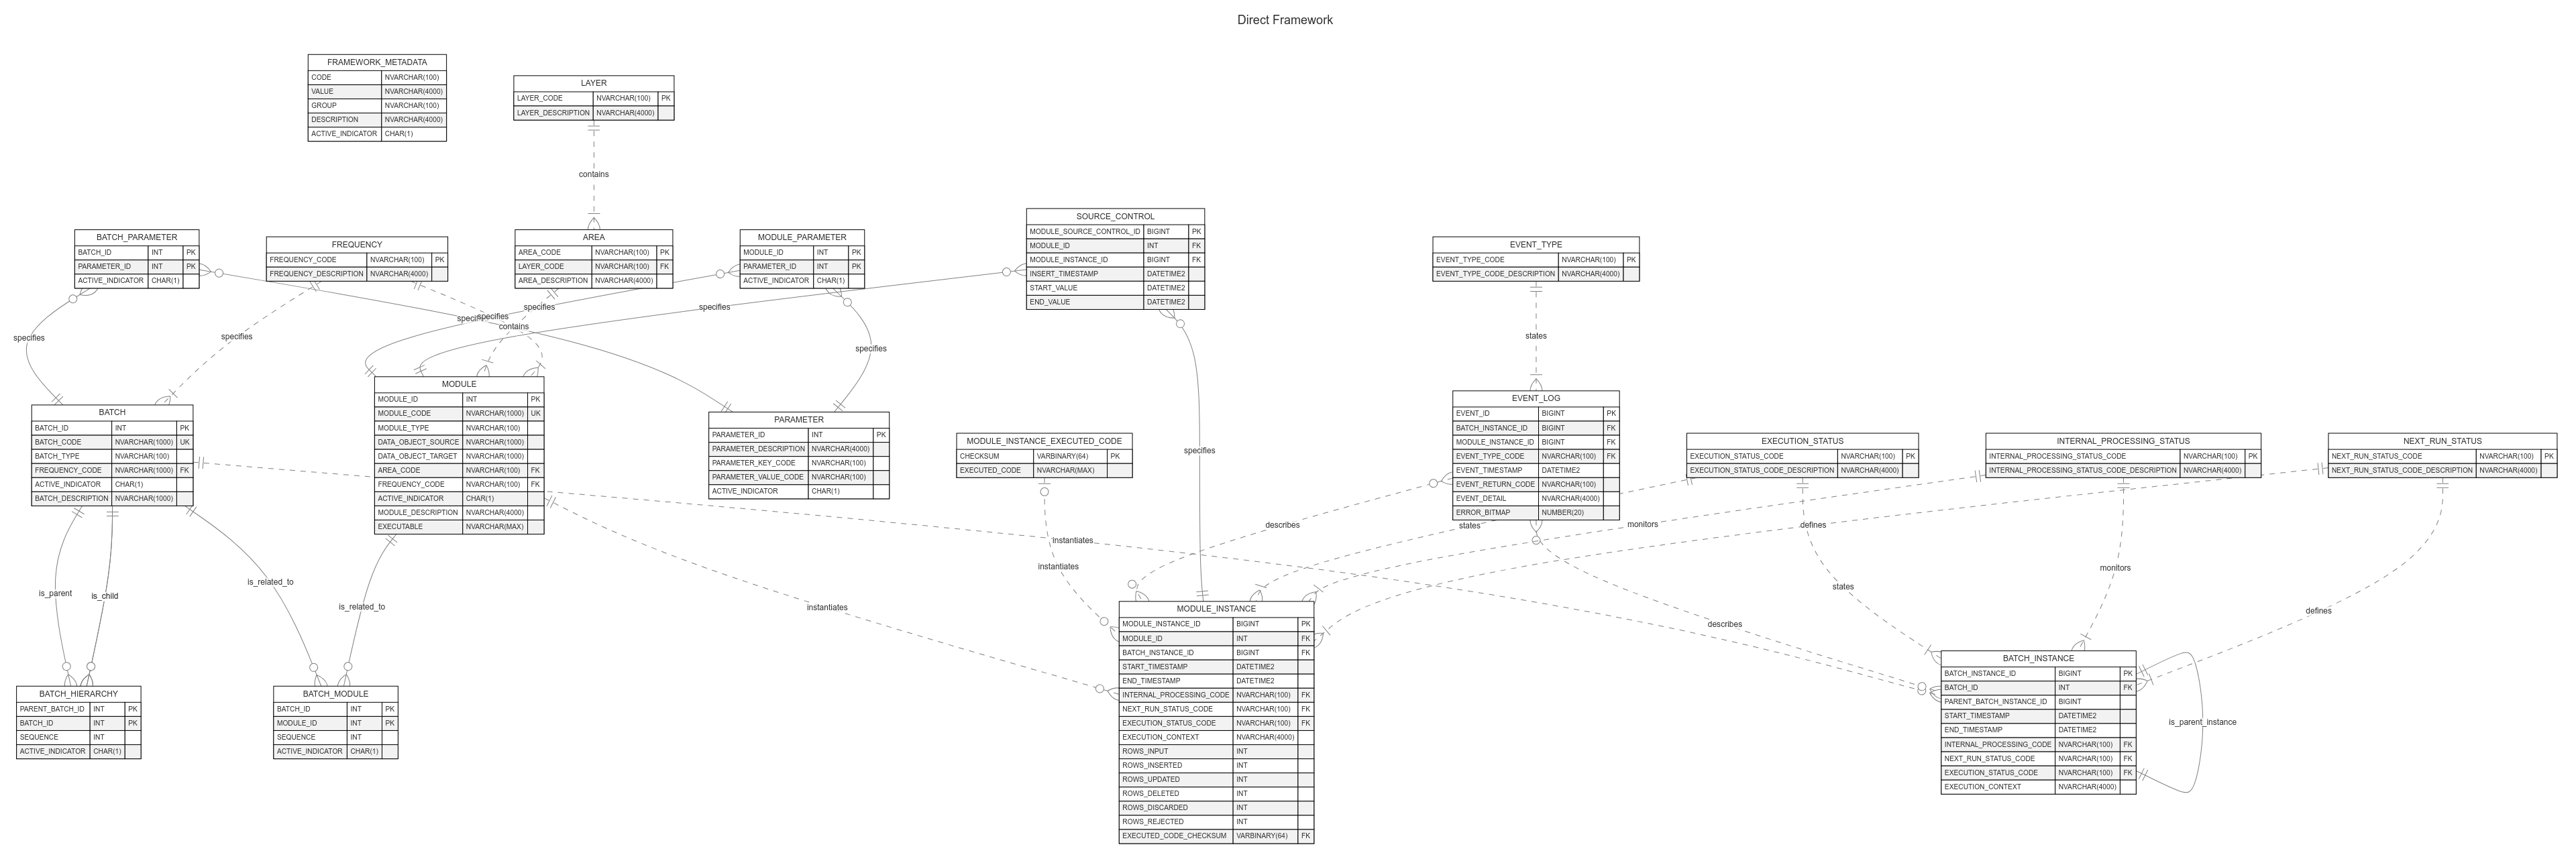 Direct Framework
FRAMEWORK_METADATA
CODE NVARCHAR(100)
VALUE NVARCHAR(4000)
GROUP NVARCHAR(100)
DESCRIPTION NVARCHAR(4000)
ACTIVE_INDICATOR CHAR(1)
LAYER
LAYER_CODE NVARCHAR(100) PK
LAYER_DESCRIPTION NVARCHAR(4000)
contains
BATCH_PARAMETER
BATCH_ID INT PK
PARAMETER_ID INT PK
ACTIVE_INDICATOR CHAR(1)
FREQUENCY
FREQUENCY_CODE NVARCHAR(100) PK
FREQUENCY_DESCRIPTION NVARCHAR(4000)
AREA
AREA_CODE NVARCHAR(100) PK
LAYER_CODE NVARCHAR(100) FK
AREA_DESCRIPTION NVARCHAR(4000)
MODULE_PARAMETER
MODULE_ID INT PK
PARAMETER_ID INT PK
ACTIVE_INDICATOR CHAR(1)
SOURCE_CONTROL
MODULE_SOURCE_CONTROL_ID BIGINT PK
MODULE_ID INT FK
MODULE_INSTANCE_ID BIGINT FK
INSERT_TIMESTAMP DATETIME2
START_VALUE DATETIME2
END_VALUE DATETIME2
EVENT_TYPE
EVENT_TYPE_CODE NVARCHAR(100) PK
EVENT_TYPE_CODE_DESCRIPTION NVARCHAR(4000)
specifies
specifies
specifies
specifies
specifies
specifies
contains
specifies
states
BATCH
BATCH_ID INT PK
BATCH_CODE NVARCHAR(1000) UK
BATCH_TYPE NVARCHAR(100)
FREQUENCY_CODE NVARCHAR(1000) FK
ACTIVE_INDICATOR CHAR(1)
BATCH_DESCRIPTION NVARCHAR(1000)
MODULE
MODULE_ID INT PK
MODULE_CODE NVARCHAR(1000) UK
MODULE_TYPE NVARCHAR(100)
DATA_OBJECT_SOURCE NVARCHAR(1000)
DATA_OBJECT_TARGET NVARCHAR(1000)
AREA_CODE NVARCHAR(100) FK
FREQUENCY_CODE NVARCHAR(100) FK
ACTIVE_INDICATOR CHAR(1)
MODULE_DESCRIPTION NVARCHAR(4000)
EXECUTABLE NVARCHAR(MAX)
PARAMETER
PARAMETER_ID INT PK
PARAMETER_DESCRIPTION NVARCHAR(4000)
PARAMETER_KEY_CODE NVARCHAR(100)
PARAMETER_VALUE_CODE NVARCHAR(100)
ACTIVE_INDICATOR CHAR(1)
MODULE_INSTANCE_EXECUTED_CODE
CHECKSUM VARBINARY(64) PK
EXECUTED_CODE NVARCHAR(MAX)
specifies
EVENT_LOG
EVENT_ID BIGINT PK
BATCH_INSTANCE_ID BIGINT FK
MODULE_INSTANCE_ID BIGINT FK
EVENT_TYPE_CODE NVARCHAR(100) FK
EVENT_TIMESTAMP DATETIME2
EVENT_RETURN_CODE NVARCHAR(100)
EVENT_DETAIL NVARCHAR(4000)
ERROR_BITMAP NUMBER(20)
EXECUTION_STATUS
EXECUTION_STATUS_CODE NVARCHAR(100) PK
EXECUTION_STATUS_CODE_DESCRIPTION NVARCHAR(4000)
INTERNAL_PROCESSING_STATUS
INTERNAL_PROCESSING_STATUS_CODE NVARCHAR(100) PK
INTERNAL_PROCESSING_STATUS_CODE_DESCRIPTION NVARCHAR(4000)
NEXT_RUN_STATUS
NEXT_RUN_STATUS_CODE NVARCHAR(100) PK
NEXT_RUN_STATUS_CODE_DESCRIPTION NVARCHAR(4000)
describes
states
monitors
defines
instantiates
instantiates
monitors
is_related_to
states
is_parent
is_child
is_related_to
instantiates
describes
defines
BATCH_HIERARCHY
PARENT_BATCH_ID INT PK
BATCH_ID INT PK
SEQUENCE INT
ACTIVE_INDICATOR CHAR(1)
BATCH_MODULE
BATCH_ID INT PK
MODULE_ID INT PK
SEQUENCE INT
ACTIVE_INDICATOR CHAR(1)
MODULE_INSTANCE
MODULE_INSTANCE_ID BIGINT PK
MODULE_ID INT FK
BATCH_INSTANCE_ID BIGINT FK
START_TIMESTAMP DATETIME2
END_TIMESTAMP DATETIME2
INTERNAL_PROCESSING_CODE NVARCHAR(100) FK
NEXT_RUN_STATUS_CODE NVARCHAR(100) FK
EXECUTION_STATUS_CODE NVARCHAR(100) FK
EXECUTION_CONTEXT NVARCHAR(4000)
ROWS_INPUT INT
ROWS_INSERTED INT
ROWS_UPDATED INT
ROWS_DELETED INT
ROWS_DISCARDED INT
ROWS_REJECTED INT
EXECUTED_CODE_CHECKSUM VARBINARY(64) FK
BATCH_INSTANCE
BATCH_INSTANCE_ID BIGINT PK
BATCH_ID INT FK
PARENT_BATCH_INSTANCE_ID BIGINT
START_TIMESTAMP DATETIME2
END_TIMESTAMP DATETIME2
INTERNAL_PROCESSING_CODE NVARCHAR(100) FK
NEXT_RUN_STATUS_CODE NVARCHAR(100) FK
EXECUTION_STATUS_CODE NVARCHAR(100) FK
EXECUTION_CONTEXT NVARCHAR(4000)
is_parent_instance